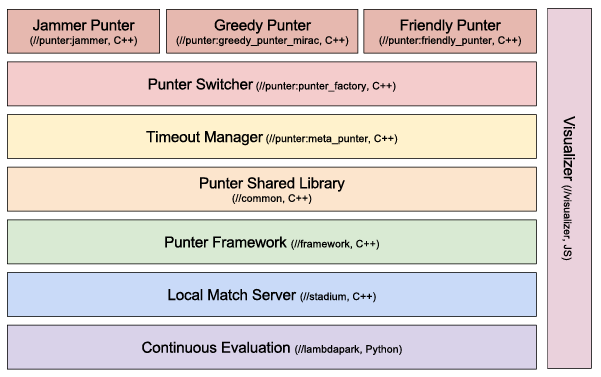 Jammer Punter
(//punter:jammer, C++)
Greedy Punter
(//punter:greedy_punter_mirac, C++)
Friendly Punter
(//punter:friendly_punter, C++)
Punter Switcher (//punter:punter_factory, C++)
Timeout Manager (//punter:meta_punter, C++)
Punter Shared Library
(//common, C++)
Punter Framework (//framework, C++)
Local Match Server (//stadium, C++)
Continuous Evaluation (//lambdapark, Python)
Visualizer (//visualizer, JS)